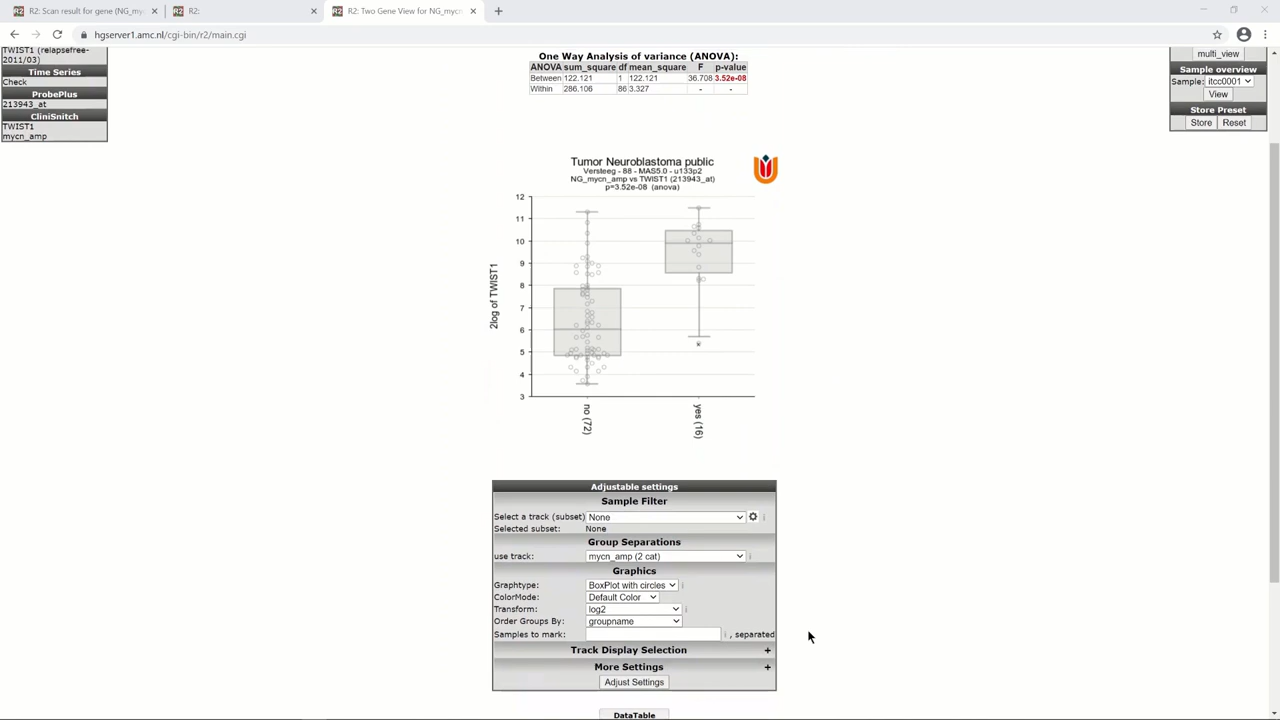 R2: Scan result for gene (NG_my
R2:
R2: Two Gene View for NG_mycn
hgserver1.amc.nl/cgi-bin/r2/main.cgi
TWIST1 (relapsefree-
2011/03)
Time Series
Check
ProbePlus
213943_at
CliniSnitch
TWIST1
mycn_amp
One Way Analysis of variance (ANOVA):
ANOVA sum_square df mean_square F p-value
Between 122.121 1 122.121 36.708 3.52e-08
Within 286.106 86 3.327 - -
multi_view
Sample overview
Sample: itcc0001
View
Store Preset
Store Reset
Tumor Neuroblastoma public
Versteeg - 88 - MAS5.0 - u133p2
NG_mycn_amp vs TWIST1 (213943_at)
p=3.52e-08 (anova)
12
11
10
9
8
7
6
5
4
3
2log of TWIST1
no (72)
yes (16)
Adjustable settings
Sample Filter
Select a track (subset) None
Selected subset: None
Group Separations
use track: mycn_amp (2 cat)
Graphics
Graphtype: BoxPlot with circles
ColorMode: Default Color
Transform: log2
Order Groups By: groupname
Samples to mark: , separated
Track Display Selection +
More Settings +
Adjust Settings
DataTable